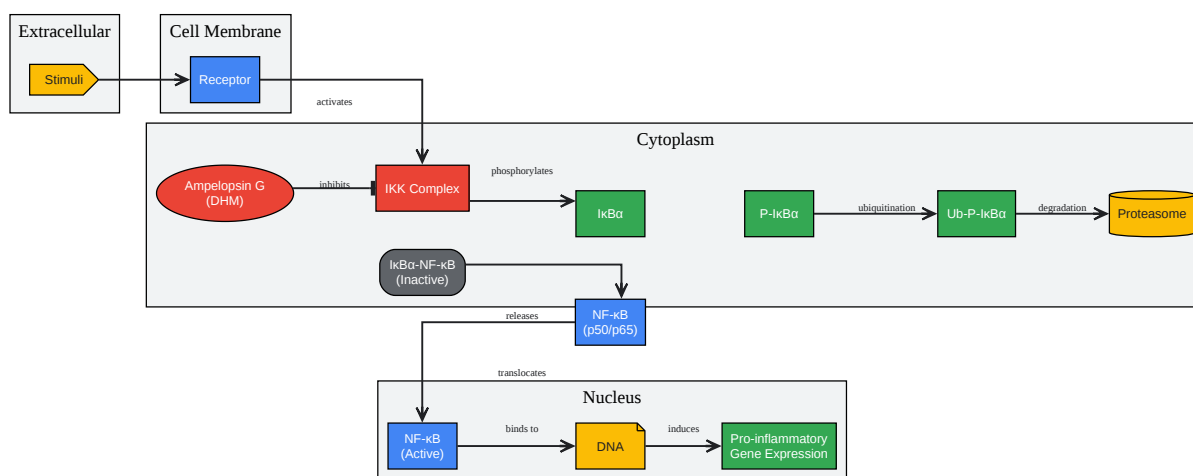 Extracellular
Cell Membrane
Stimuli
Receptor
activates
Cytoplasm
Ampelopsin G
(DHM)
inhibits
IKK Complex
phosphorylates
IκBα
P-IκBα
ubiquitination
Ub-P-IκBα
degradation
Proteasome
IκBα-NF-κB
(Inactive)
releases
NF-κB
(p50/p65)
translocates
Nucleus
NF-κB
(Active)
binds to
DNA
induces
Pro-inflammatory
Gene Expression